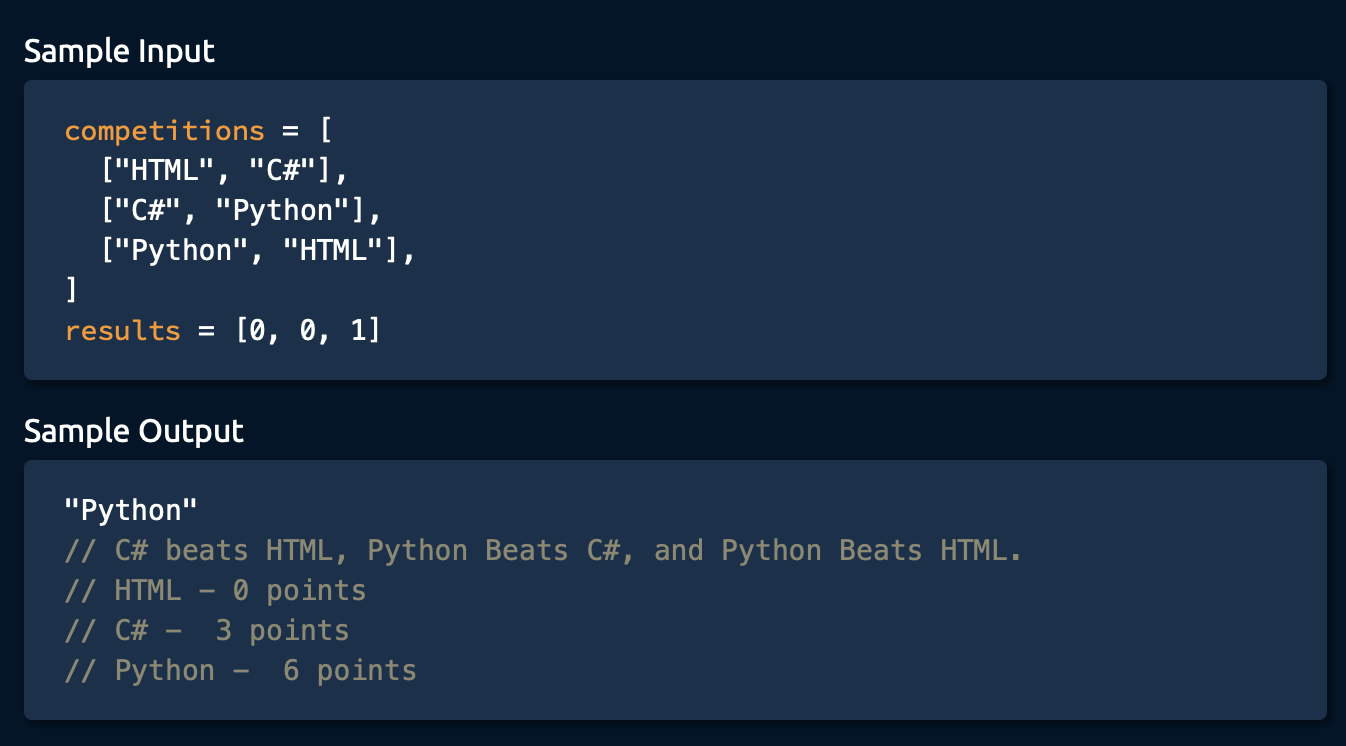 Sample Input
competitions = [
  ["HTML", "C#"],
  ["C#", "Python"],
  ["Python", "HTML"],
]
results = [0, 0, 1]
Sample Output
"Python"
// C# beats HTML, Python Beats C#, and Python Beats HTML.
// HTML - 0 points
// C# -  3 points
// Python -  6 points